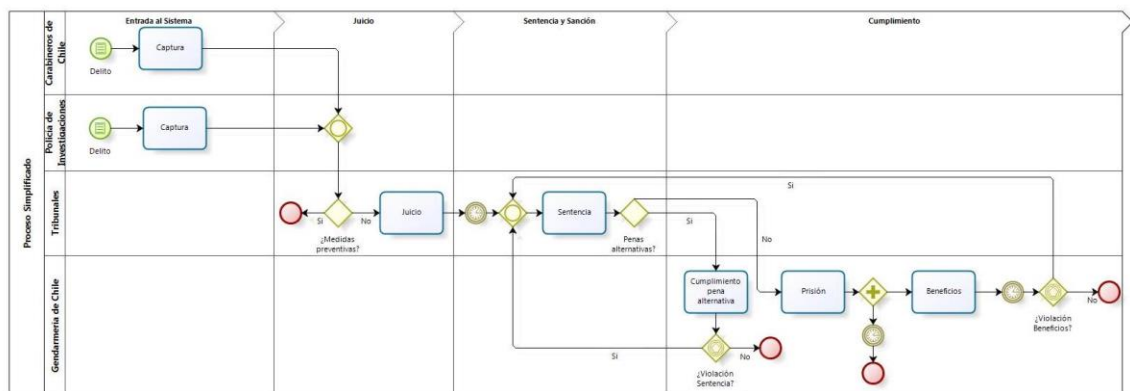 Entrada al Sistema
Juicio
Sentencia y Sanción
Cumplimiento
Proceso Simplificado
Carabineros de
Chile
Delito
Captura
Policía de
Investigaciones
Delito
Captura
Tribunales
Si
¿Medidas
preventivas?
No
Juicio
Sentencia
Penas
alternativas?
Si
No
Si
Gendarmería de Chile
Cumplimiento
pena
alternativa
Si
¿Violación
Sentencia?
No
Prisión
Beneficios
¿Violación
Beneficios?
No